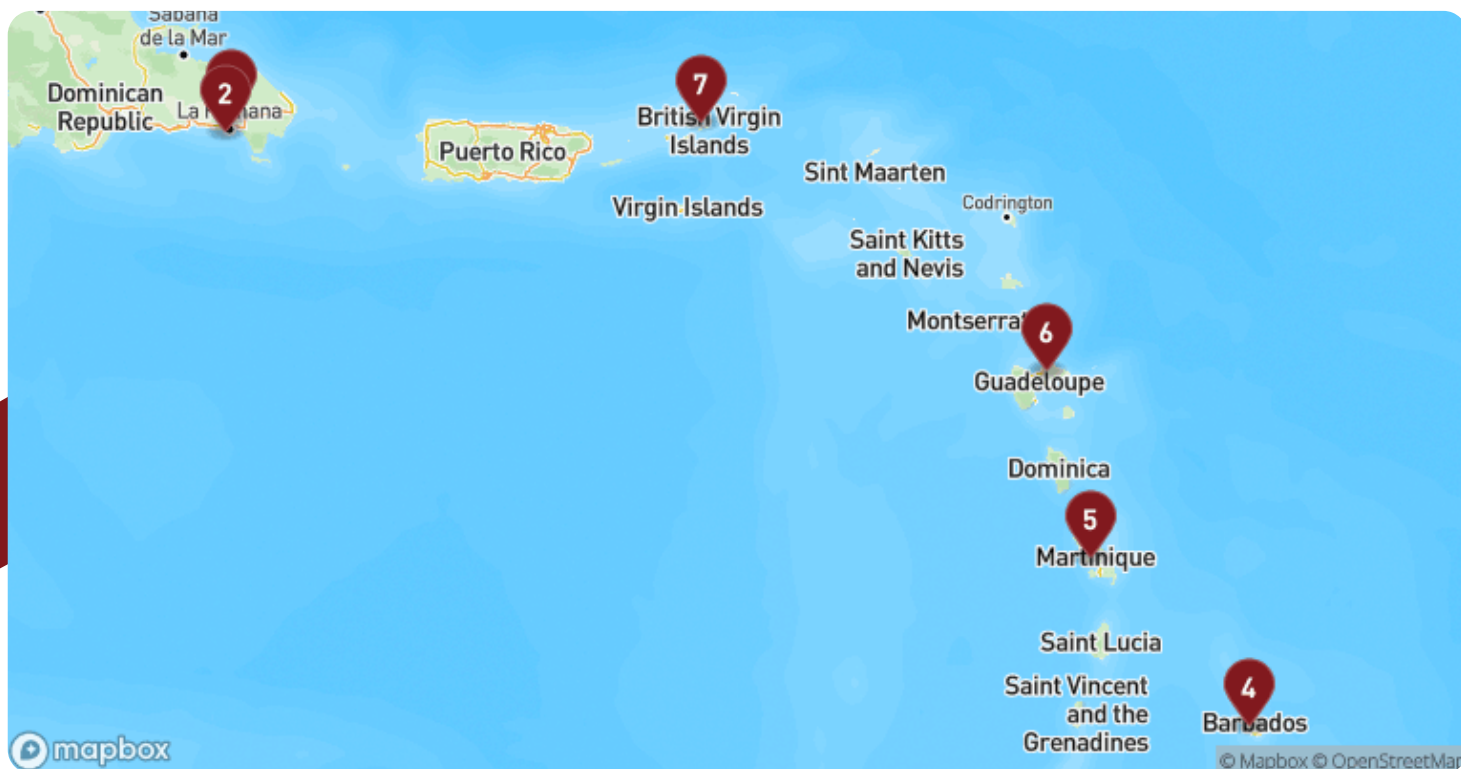 Sabana
de la Mar
Dominican
Republic
2
La Romana
Puerto Rico
7
British Virgin
Islands
Virgin Islands
Sint Maarten
Codrington
Saint Kitts
and Nevis
Montserrat
6
Guadeloupe
Dominica
5
Martinique
Saint Lucia
Saint Vincent
and the
Grenadines
4
Barbados
mapbox
© Mapbox © OpenStreetMap